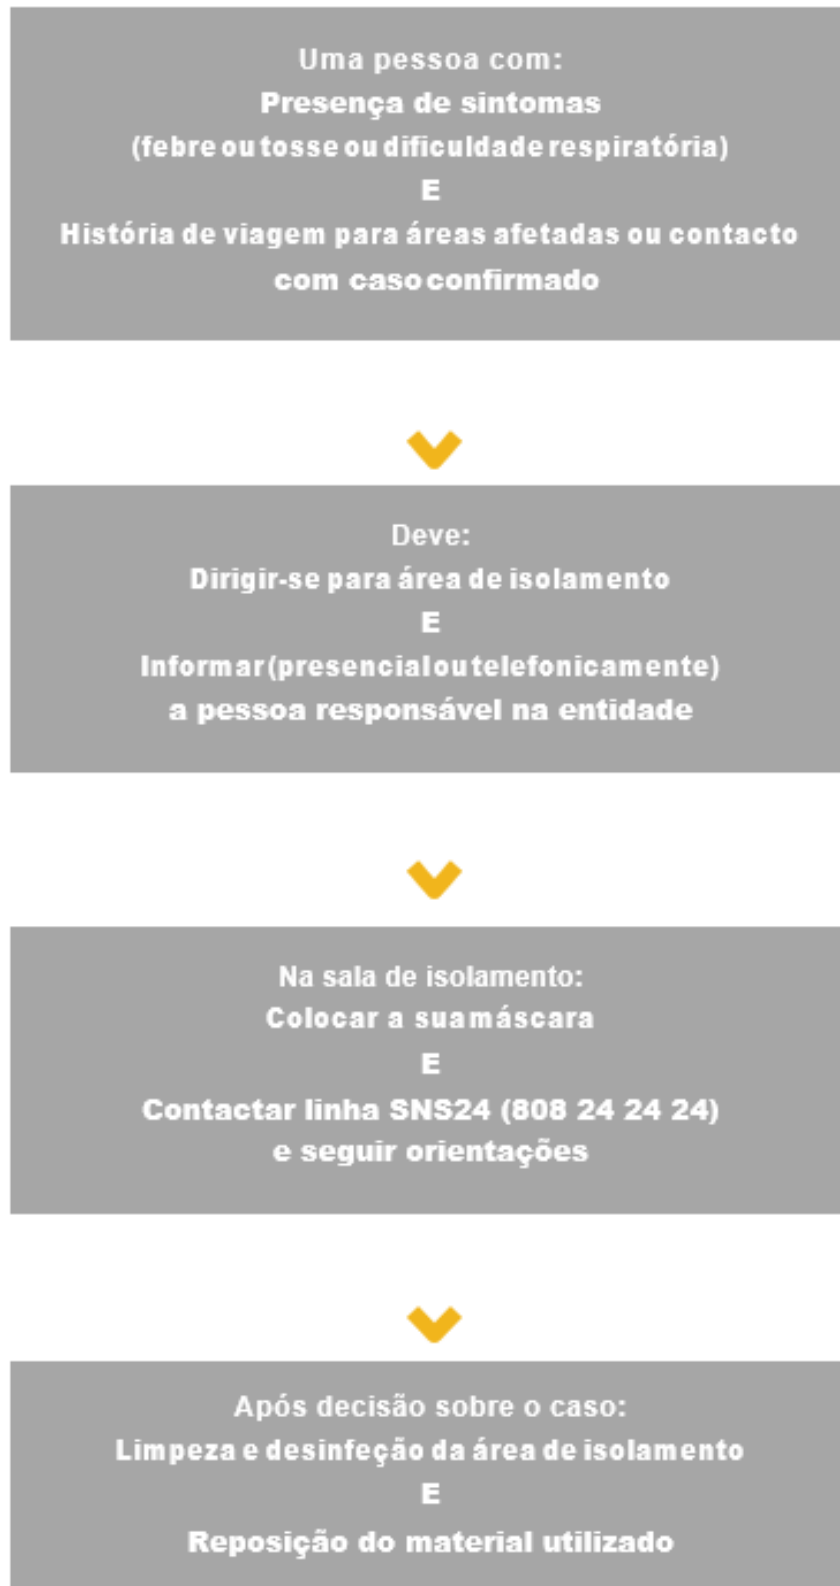 Uma pessoa com:
Presença de sintomas
(febre ou tosse ou dificuldade respiratória)
E
História de viagem para áreas afetadas ou contacto
com caso confirmado
Deve:
Dirigir-se para área de isolamento
E
Informar (presencial ou telefonicamente)
a pessoa responsável na entidade
Na sala de isolamento:
Colocar a sua máscara
E
Contactar linha SNS24 (808 24 24 24)
e seguir orientações
Após decisão sobre o caso:
Limpeza e desinfeção da área de isolamento
E
Reposição do material utilizado